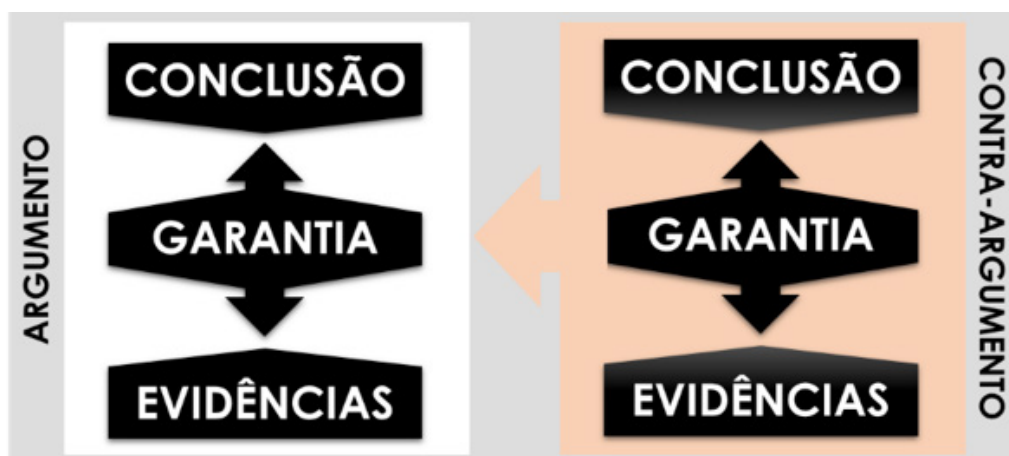 ARGUMENTO
CONCLUSÃO
GARANTIA
EVIDÊNCIAS
CONCLUSÃO
GARANTIA
EVIDÊNCIAS
CONTRA-ARGUMENTO